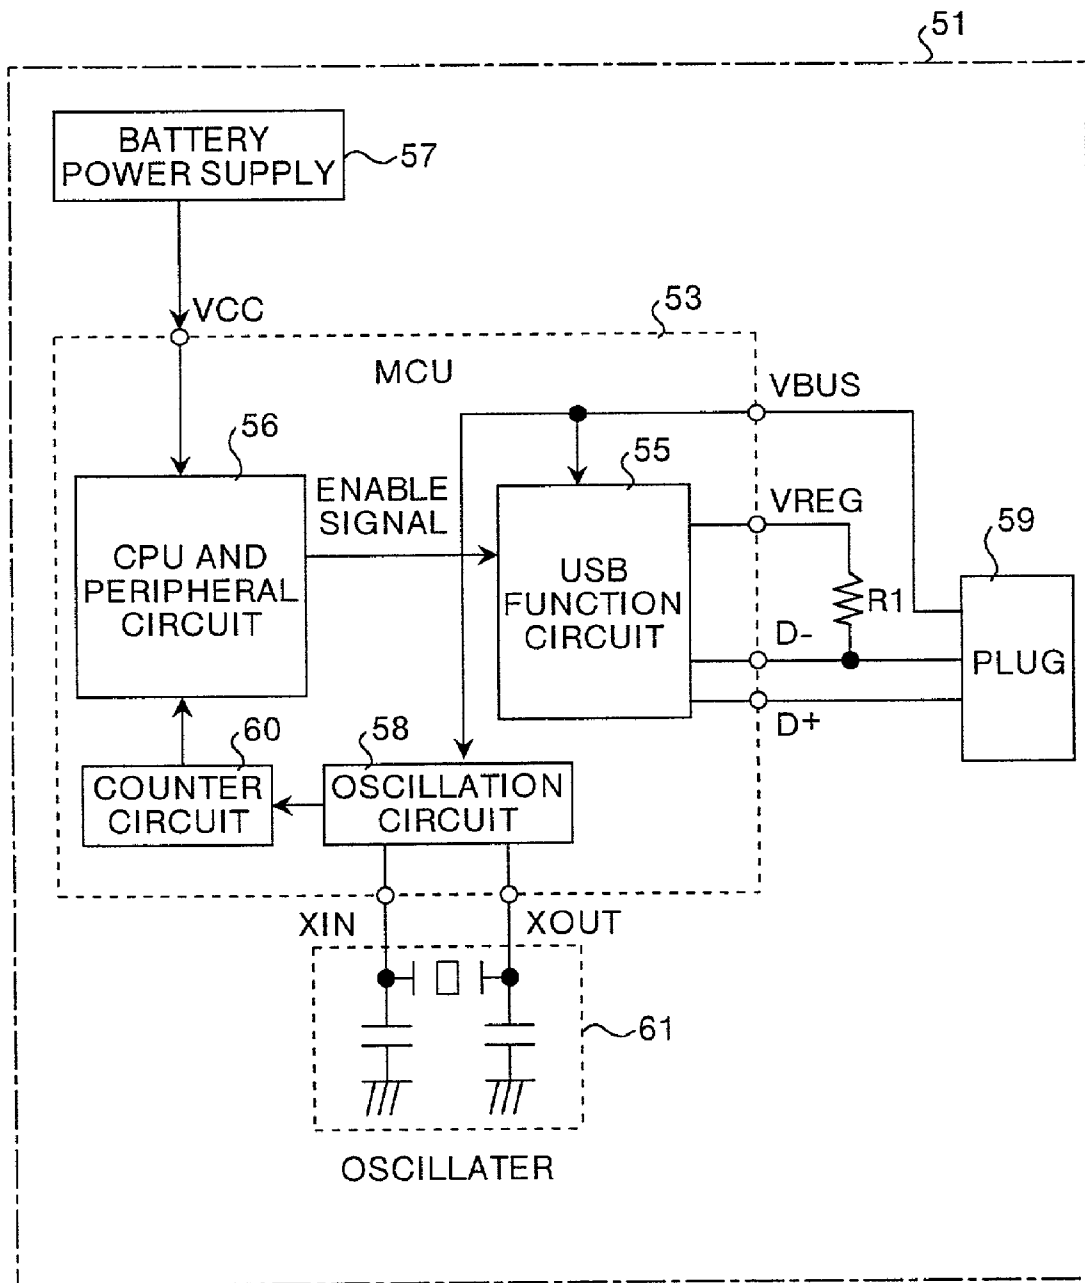 51
BATTERY
POWER SUPPLY
57
VCC
53
MCU
VBUS
56
55
ENABLE
SIGNAL
VREG
59
CPU AND
PERIPHERAL
CIRCUIT
USB
FUNCTION
CIRCUIT
R1
D-
PLUG
D+
60
58
COUNTER
CIRCUIT
OSCILLATION
CIRCUIT
XIN
XOUT
61
OSCILLATER